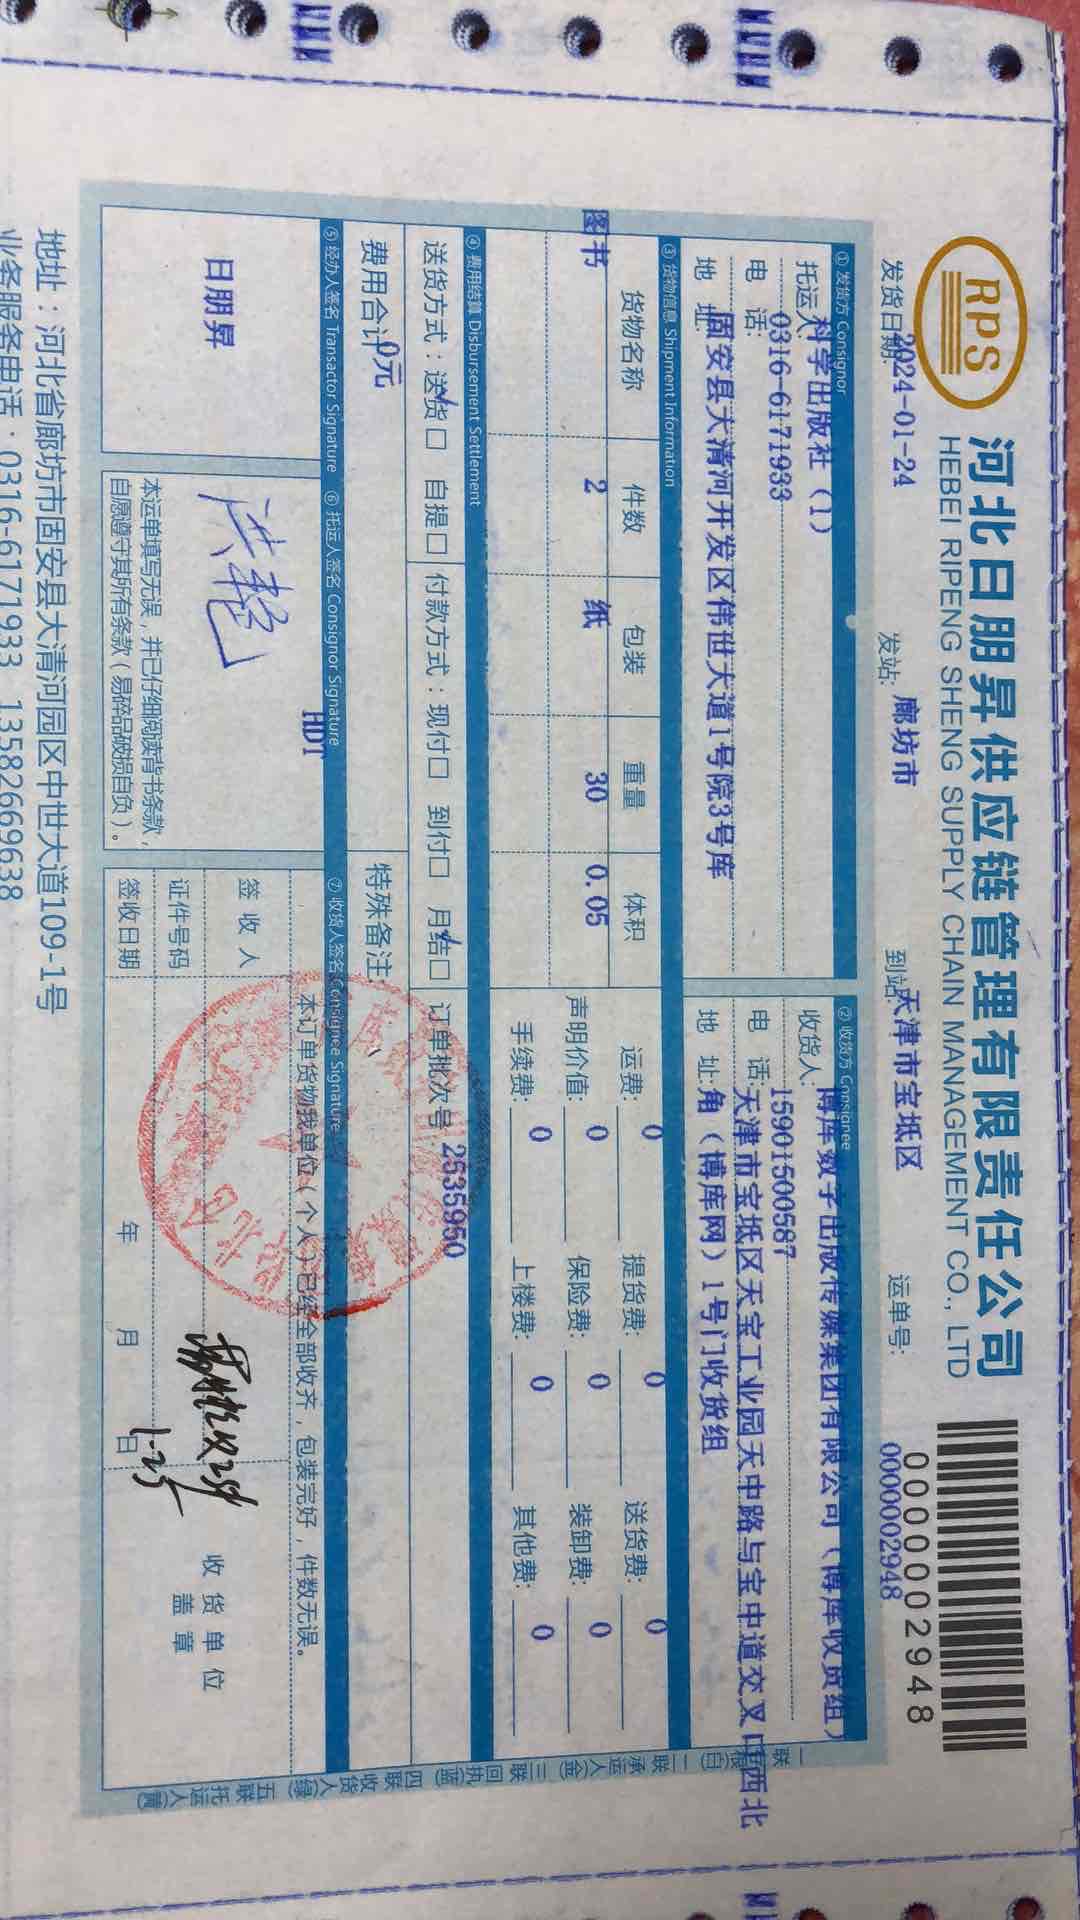 RPS
河北日朋昇供应链管理有限责任公司
HEBEI RIPENG SHENG SUPPLY CHAIN MANAGEMENT CO., LTD
0000002948
发货日期: 2024-01-24 发站: 廊坊市 到站: 天津市宝坻区 运单号: 0000002948
① 发货方 Consignor
托运人: 科学出版社（1）
电 话: 0316-6171933
地 址: 固安县大清河开发区伟世大道1号院3号库
② 收货方 Consignee
收货人: 博库数字出版传媒集团有限公司（博库收货组）
电 话: 15901500587
地 址: 天津市宝坻区天宝工业园天中路与宝中道交叉口西北
角（博库网）1号门收货组
③ 货物信息 Shipment Information
货物名称 件数 包装 重量 体积
图书 2 纸 30 0.05
运费: 0 提货费: 0 送货费: 0
声明价值: 0 保险费: 0 装卸费: 0
手续费: 0 上楼费: 0 其他费: 0
④ 费用结算 Disbursement Settlement
送货方式：送货☐ 自提☐ 付款方式：现付☐ 到付☐ 月结☐ 订单批次号 2535950
费用合计 0元
特殊备注:
⑤ 经办人签名 Transactor Signature ⑥ 托运人签名 Consignor Signature ⑦ 收货人签名 Consignee Signature
HDT
日朋昇
本运单填写无误，并已仔细阅读背书条款，
自愿遵守其所有条款（易碎品破损自负）。
本订单货物我单位（个人）已经全部收齐，包装完好，件数无误。
签 收 人
证件号码
签收日期 年 月 日
1-25
收 货 单 位
盖 章
地址：河北省廊坊市固安县大清河园区中世大道109-1号
业务服务电话：0316-6171933 13582669638